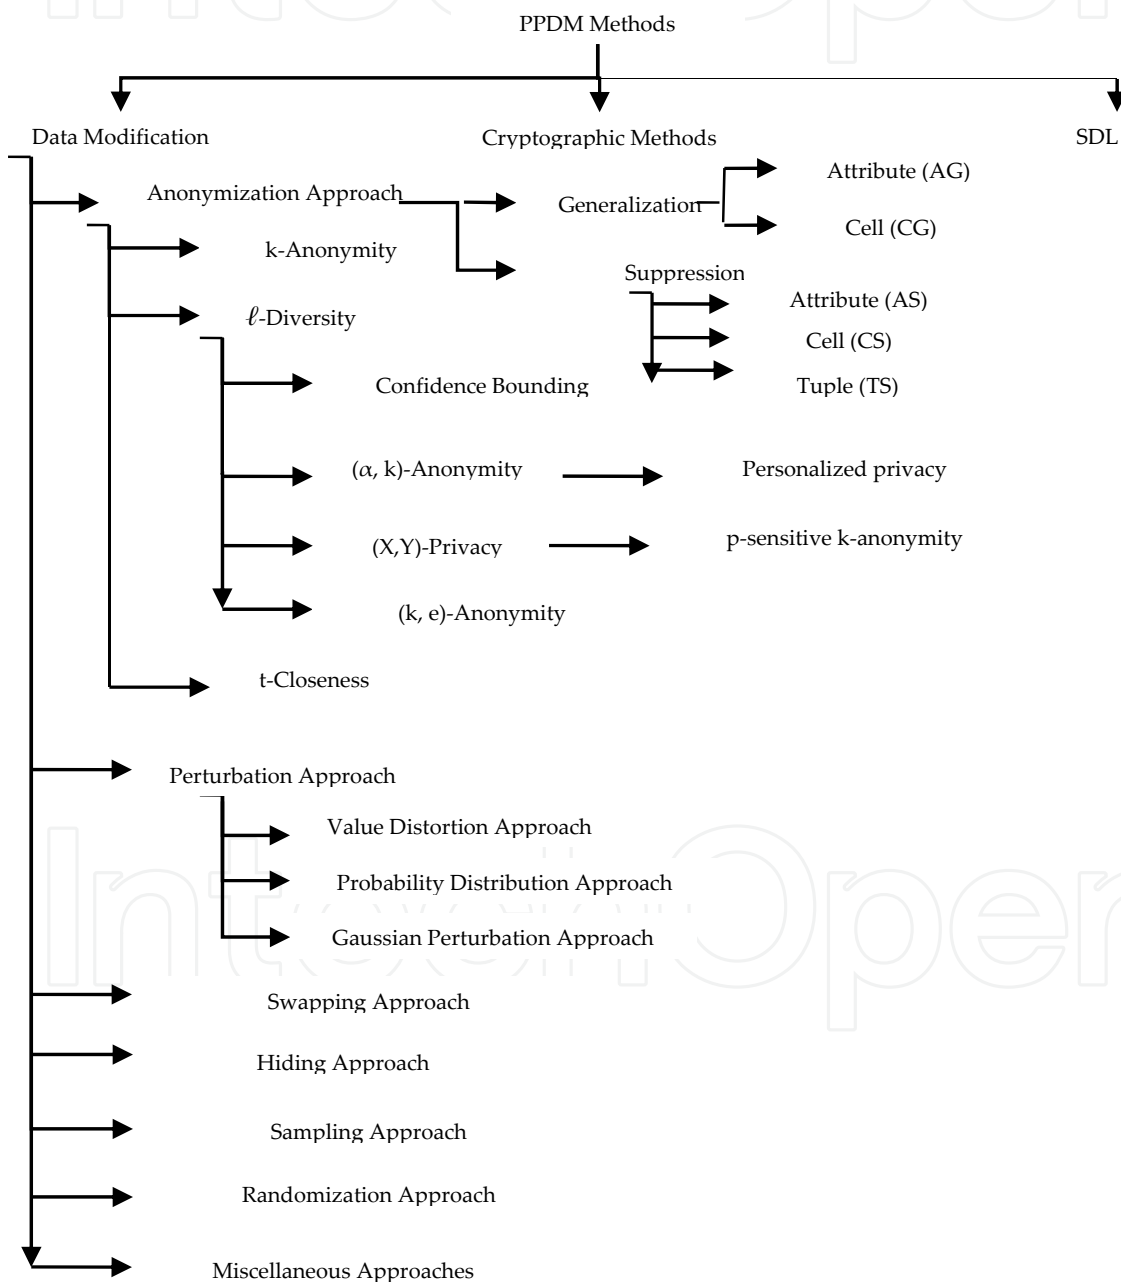 PPDM Methods
Data Modification
Cryptographic Methods
SDL
Anonymization Approach
Generalization
Attribute (AG)
Cell (CG)
k-Anonymity
Suppression
ℓ-Diversity
Attribute (AS)
Cell (CS)
Confidence Bounding
Tuple (TS)
(α, k)-Anonymity
Personalized privacy
(X,Y)-Privacy
p-sensitive k-anonymity
(k, e)-Anonymity
t-Closeness
Perturbation Approach
Value Distortion Approach
Probability Distribution Approach
Gaussian Perturbation Approach
Swapping Approach
Hiding Approach
Sampling Approach
Randomization Approach
Miscellaneous Approaches